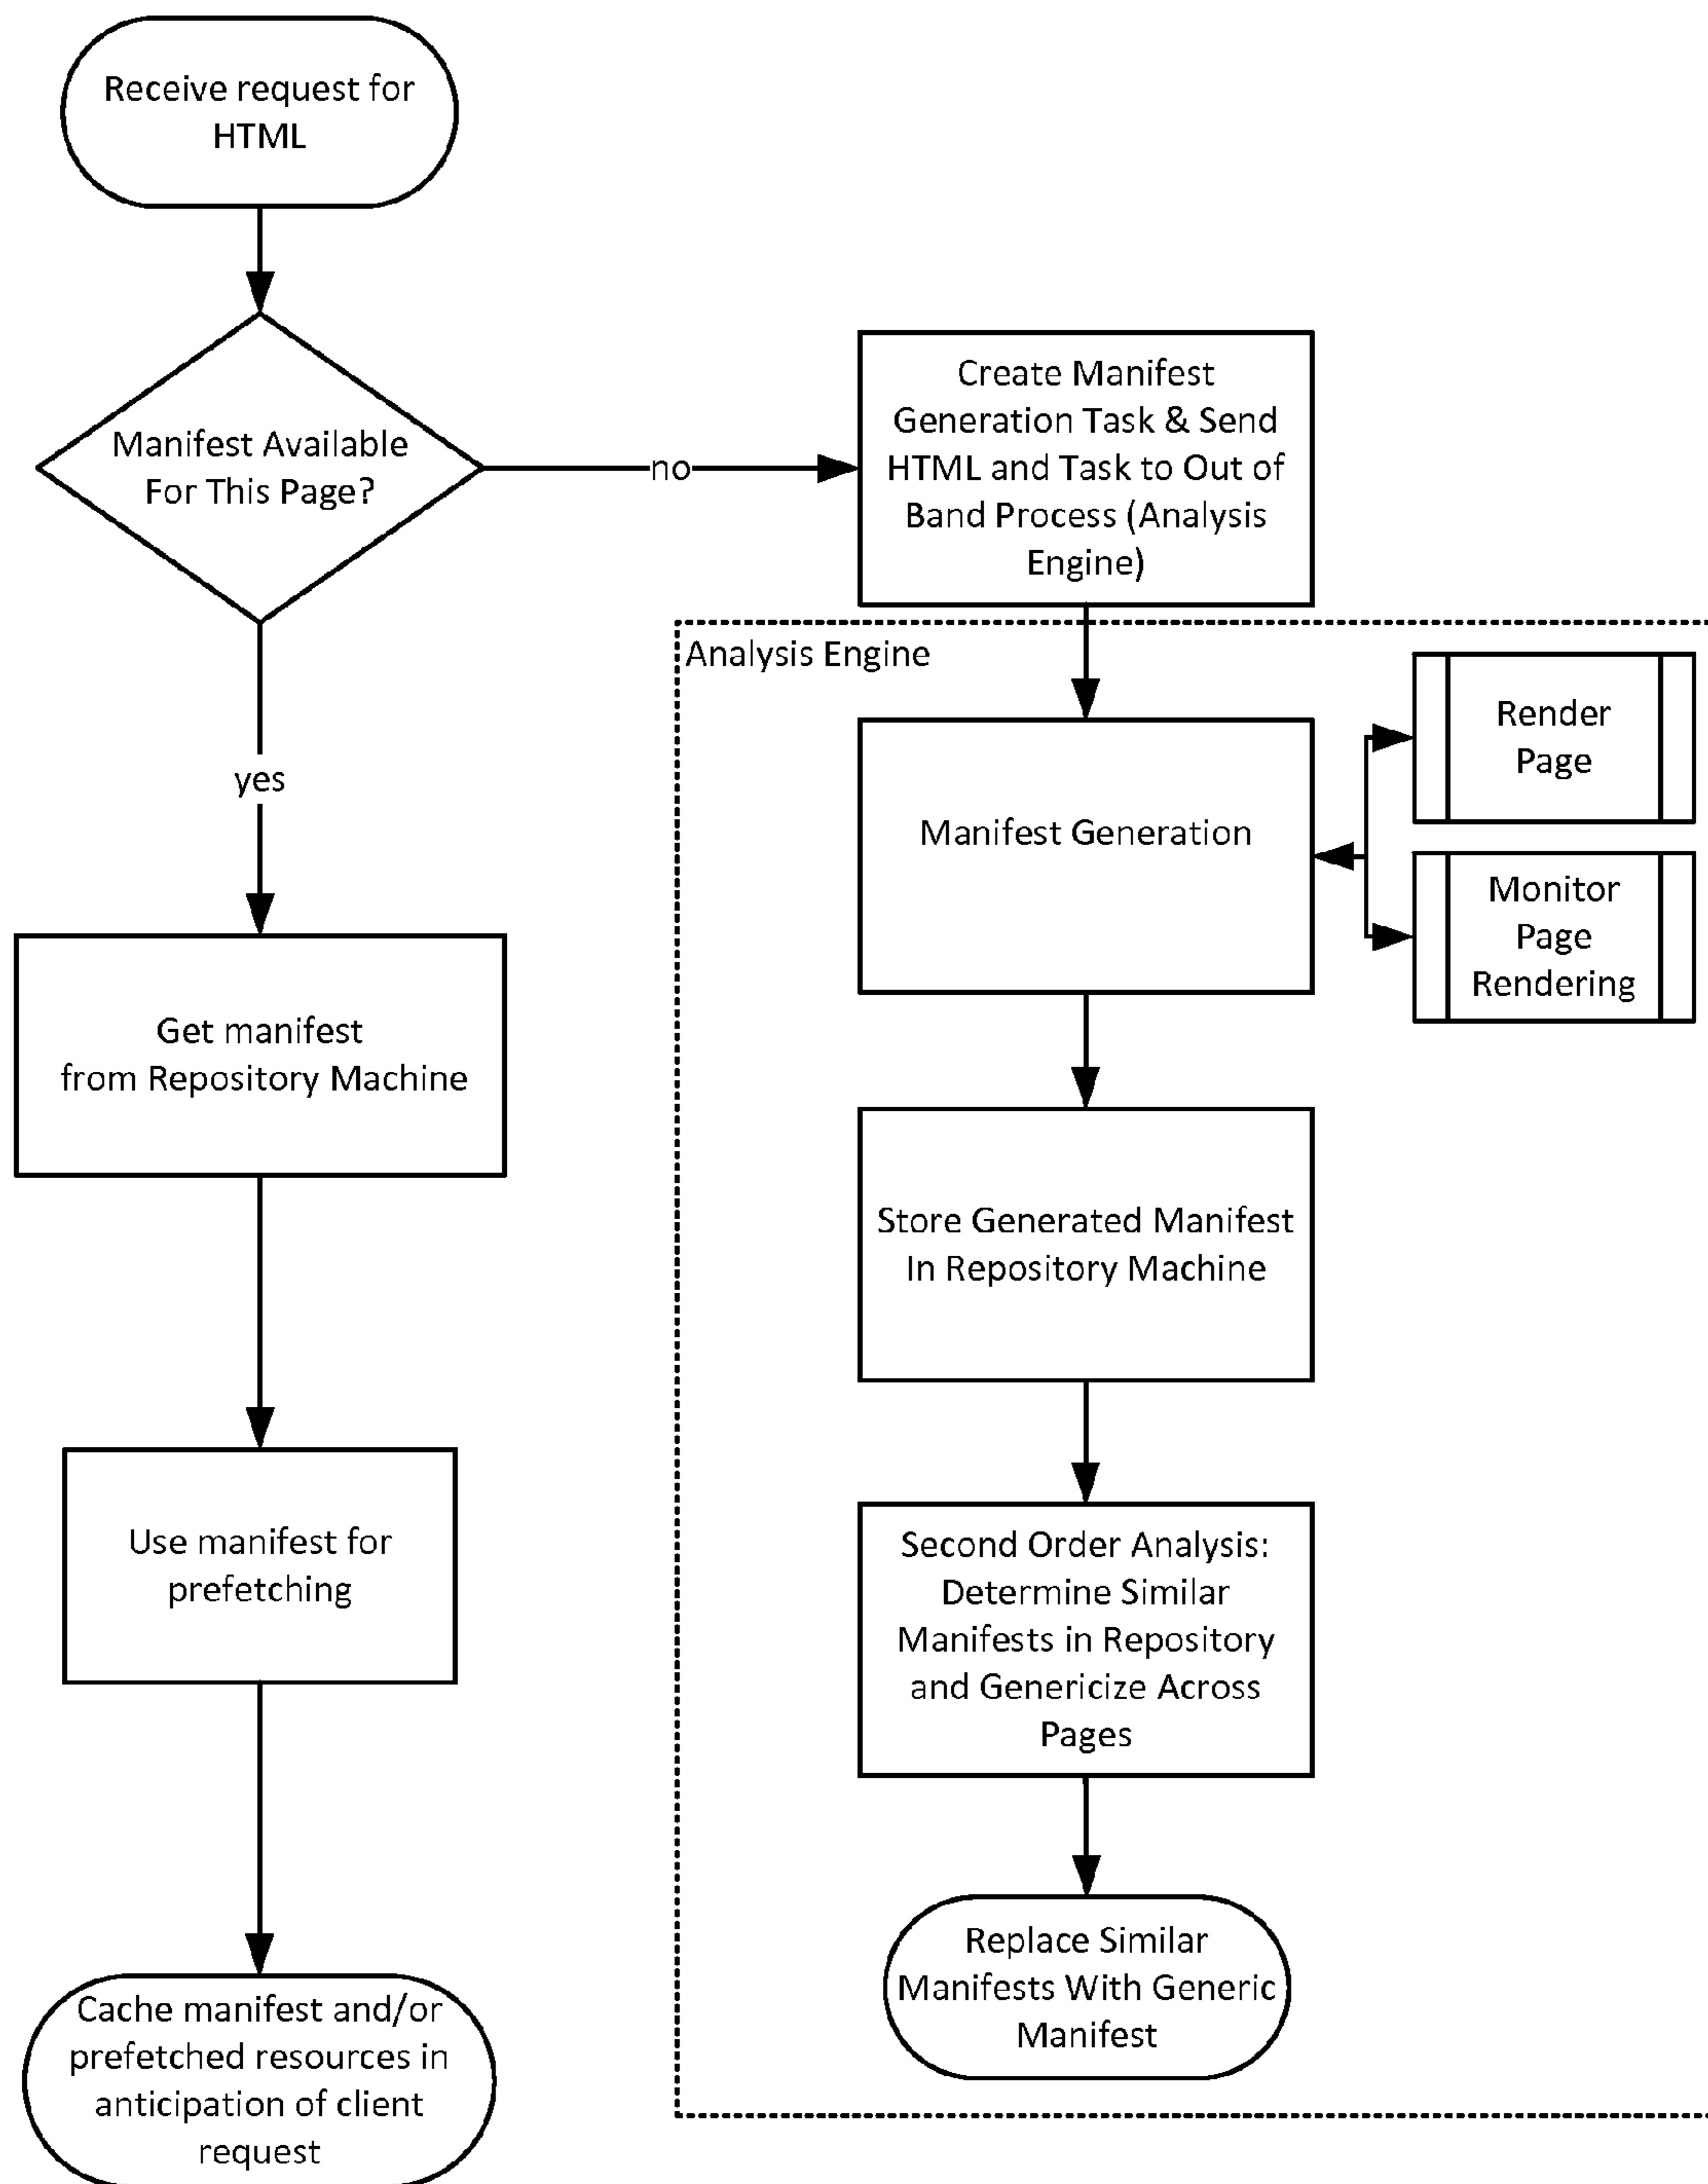 Receive request for
HTML
Manifest Available
For This Page?
no
Create Manifest
Generation Task & Send
HTML and Task to Out of
Band Process (Analysis
Engine)
Analysis Engine
Render
Page
Manifest Generation
Monitor
Page
Rendering
yes
Get manifest
from Repository Machine
Store Generated Manifest
In Repository Machine
Use manifest for
prefetching
Second Order Analysis:
Determine Similar
Manifests in Repository
and Genericize Across
Pages
Replace Similar
Manifests With Generic
Manifest
Cache manifest and/or
prefetched resources in
anticipation of client
request